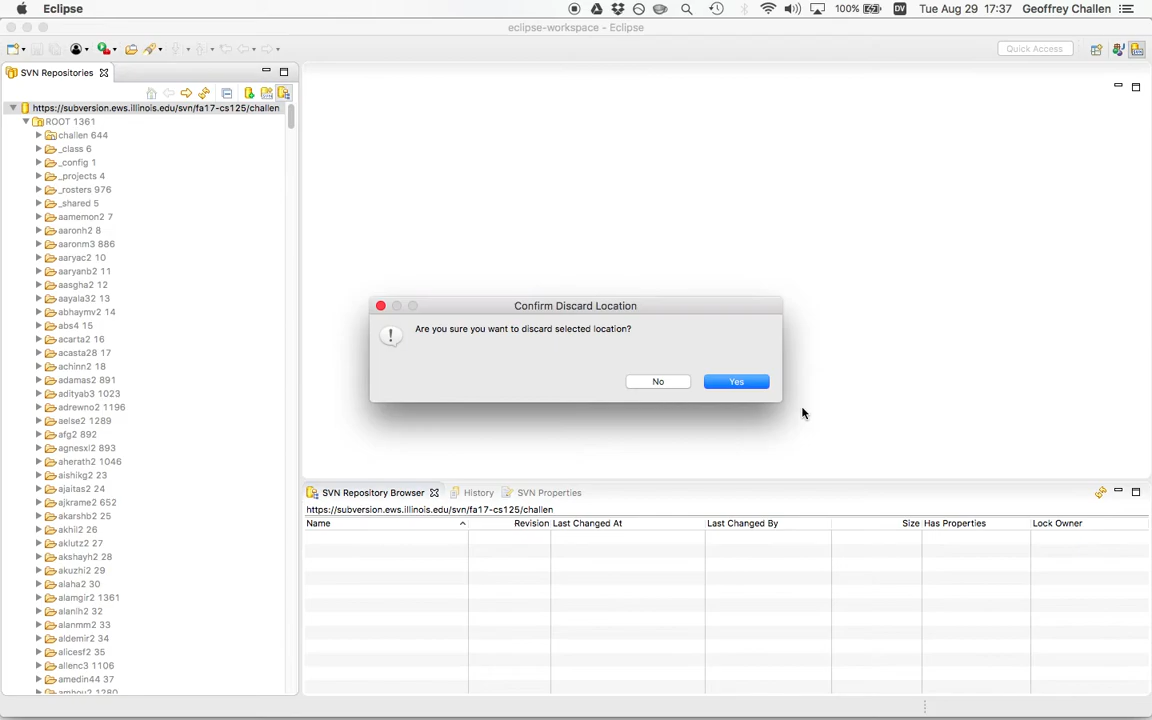 Eclipse
100%
DV
Tue Aug 29 17:37
Geoffrey Challen
eclipse-workspace - Eclipse
Quick Access
SVN Repositories
https://subversion.ews.illinois.edu/svn/fa17-cs125/challen
ROOT 1361
challen 644
_class 6
_config 1
_projects 4
_rosters 976
_shared 5
aamemon2 7
aaronh2 8
aaronm3 886
aaryac2 10
aaryanb2 11
aasgha2 12
aayala32 13
abhaymv2 14
abs4 15
acarta2 16
acasta28 17
achinn2 18
adamas2 891
adityab3 1023
adrewno2 1196
aelse2 1289
afg2 892
agnesxi2 893
aherath2 1046
aishikg2 23
ajaitas2 24
ajkrame2 652
akarshb2 25
akhil2 26
aklutz2 27
akshayh2 28
akuzhi2 29
alaha2 30
alamgir2 1361
alanlh2 32
alanmm2 33
aldemir2 34
alicesf2 35
allenc3 1106
amedin44 37
amhou2 1280
Confirm Discard Location
Are you sure you want to discard selected location?
No
Yes
SVN Repository Browser
History
SVN Properties
https://subversion.ews.illinois.edu/svn/fa17-cs125/challen
Name
Revision
Last Changed At
Last Changed By
Size
Has Properties
Lock Owner